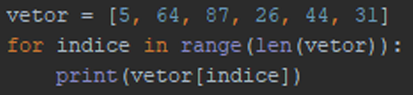 vetor = [5, 64, 87, 26, 44, 31]
for indice in range(len(vetor)):
    print(vetor[indice])